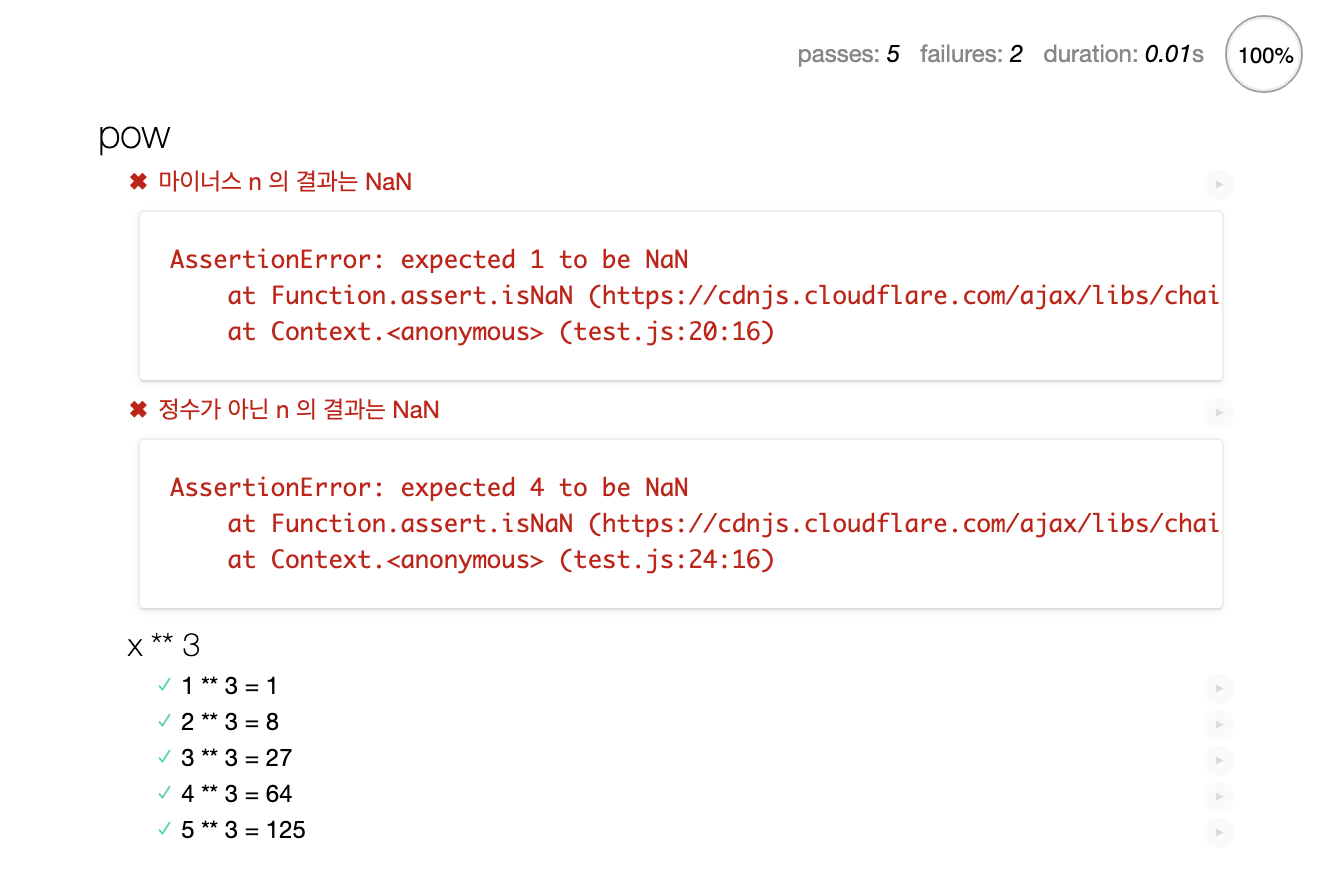 passes: 5 failures: 2 duration: 0.01s 100%
pow
✖ 마이너스 n 의 결과는 NaN
AssertionError: expected 1 to be NaN
at Function.assert.isNaN (https://cdnjs.cloudflare.com/ajax/libs/chai
at Context.<anonymous> (test.js:20:16)
✖ 정수가 아닌 n 의 결과는 NaN
AssertionError: expected 4 to be NaN
at Function.assert.isNaN (https://cdnjs.cloudflare.com/ajax/libs/chai
at Context.<anonymous> (test.js:24:16)
x ** 3
✓ 1 ** 3 = 1
✓ 2 ** 3 = 8
✓ 3 ** 3 = 27
✓ 4 ** 3 = 64
✓ 5 ** 3 = 125